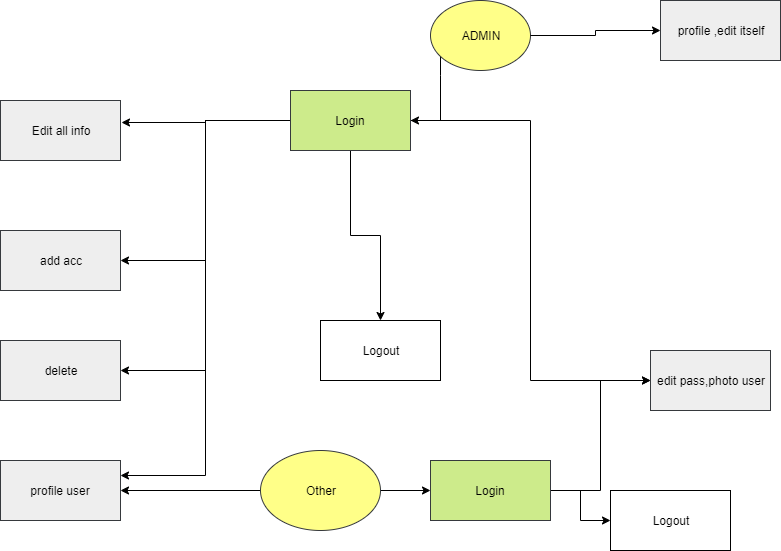 ADMIN
profile ,edit itself
Login
Edit all info
add acc
Logout
delete
edit pass,photo user
profile user
Other
Login
Logout